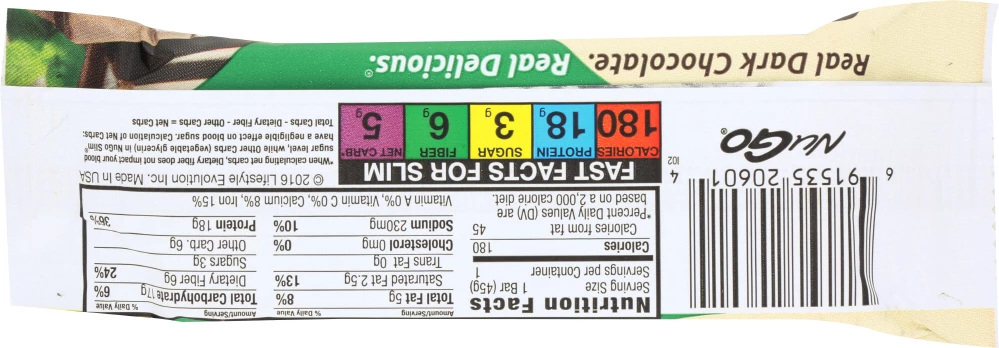 Nutrition Facts
Serving Size 1 Bar (45g)
Servings per Container 1
Calories 180
Calories from fat 45
*Percent Daily Values (DV) are
based on a 2,000 calorie diet.
Amount/Serving % Daily Value
Total Fat 5g 8%
Saturated Fat 2.5g 13%
Trans Fat 0g
Cholesterol 0mg 0%
Sodium 230mg 10%
Amount/Serving % Daily Value
Total Carbohydrate 17g 6%
Dietary Fiber 6g 24%
Sugars 3g
Other Carb. 6g
Protein 18g 36%
Vitamin A 0%, Vitamin C 0%, Calcium 8%, Iron 15%
6 91535 20601 4
102
NuGO®
FAST FACTS FOR SLIM
CALORIES 180
PROTEIN 18g
SUGAR 3g
FIBER 6g
NET CARB* 5g
© 2016 Lifestyle Evolution Inc. Made in USA
*When calculating net carbs, Dietary Fiber does not impact your blood
sugar level, while Other Carbs (vegetable glycerin) in NuGo Slim®
have a negligible effect on blood sugar. Calculation of Net Carbs:
Total Carbs - Dietary Fiber - Other Carbs = Net Carbs
Real Dark Chocolate. Real Delicious.®